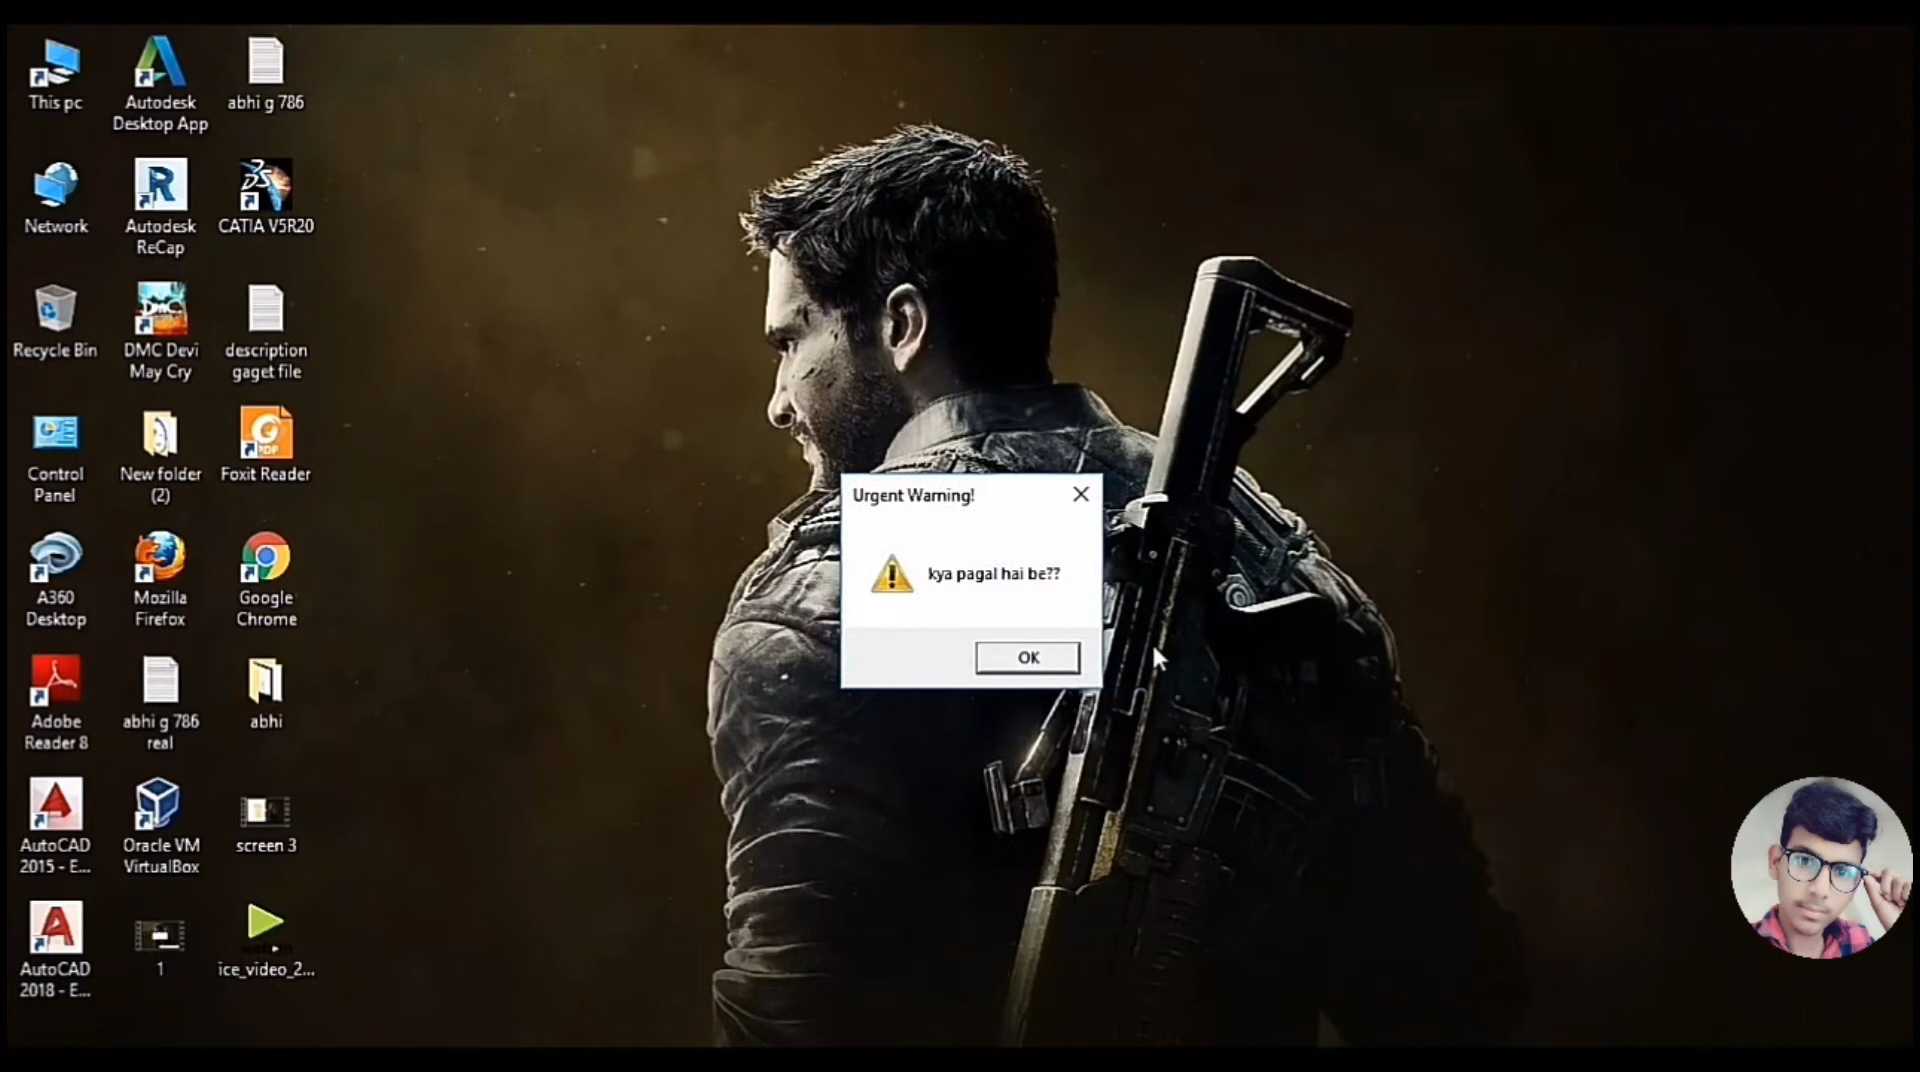 This pc
Autodesk
Desktop App
abhi g 786
Network
Autodesk
ReCap
CATIA V5R20
Recycle Bin
DMC Devi
May Cry
description
gaget file
Control
Panel
New folder
(2)
Foxit Reader
A360
Desktop
Mozilla
Firefox
Google
Chrome
Adobe
Reader 8
abhi g 786
real
abhi
AutoCAD
2015 - E...
Oracle VM
VirtualBox
screen 3
AutoCAD
2018 - E...
1
ice_video_2...
Urgent Warning!
kya pagal hai be??
OK